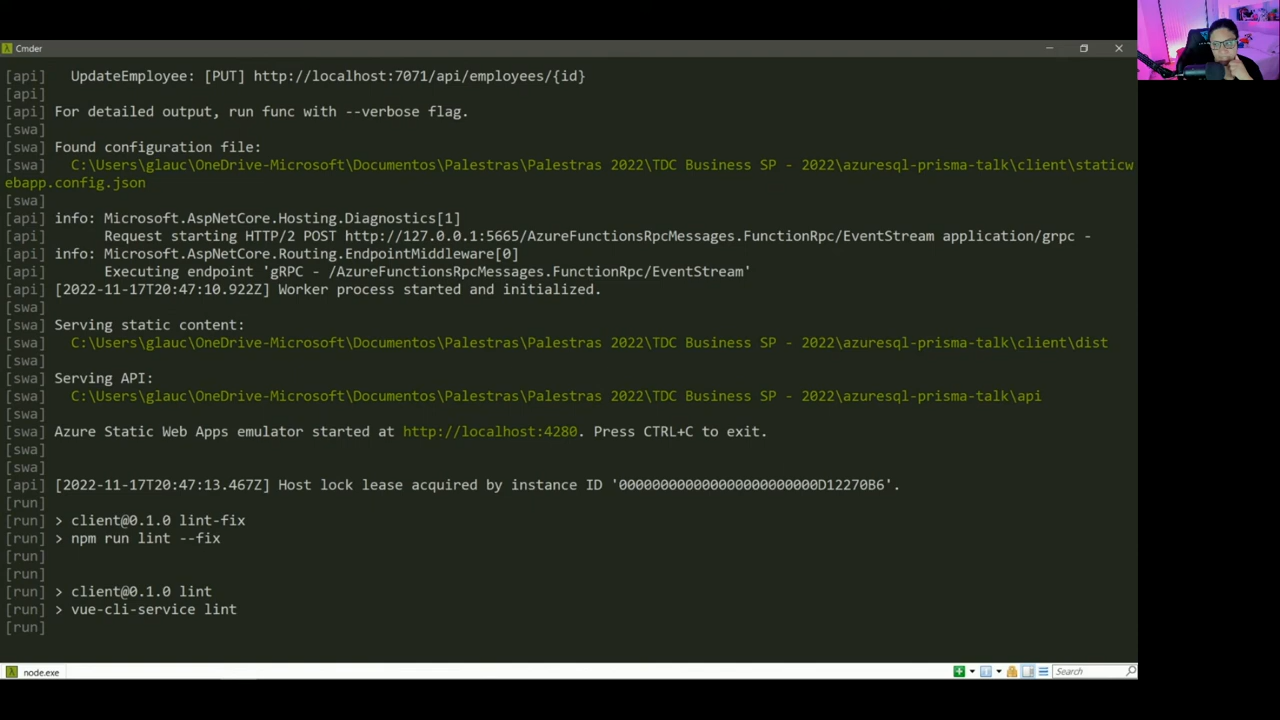 Cmder
[api] UpdateEmployee: [PUT] http://localhost:7071/api/employees/{id}
[api]
[api] For detailed output, run func with --verbose flag.
[swa]
[swa] Found configuration file:
[swa] C:\Users\glauc\OneDrive-Microsoft\Documentos\Palestras\Palestras 2022\TDC Business SP - 2022\azuresql-prisma-talk\client\staticw
ebapp.config.json
[swa]
[api] info: Microsoft.AspNetCore.Hosting.Diagnostics[1]
[api] Request starting HTTP/2 POST http://127.0.0.1:5665/AzureFunctionsRpcMessages.FunctionRpc/EventStream application/grpc -
[api] info: Microsoft.AspNetCore.Routing.EndpointMiddleware[0]
[api] Executing endpoint 'gRPC - /AzureFunctionsRpcMessages.FunctionRpc/EventStream'
[api] [2022-11-17T20:47:10.922Z] Worker process started and initialized.
[swa]
[swa] Serving static content:
[swa] C:\Users\glauc\OneDrive-Microsoft\Documentos\Palestras\Palestras 2022\TDC Business SP - 2022\azuresql-prisma-talk\client\dist
[swa]
[swa] Serving API:
[swa] C:\Users\glauc\OneDrive-Microsoft\Documentos\Palestras\Palestras 2022\TDC Business SP - 2022\azuresql-prisma-talk\api
[swa]
[swa] Azure Static Web Apps emulator started at http://localhost:4280. Press CTRL+C to exit.
[swa]
[swa]
[api] [2022-11-17T20:47:13.467Z] Host lock lease acquired by instance ID '000000000000000000000000D12270B6'.
[run]
[run] > client@0.1.0 lint-fix
[run] > npm run lint --fix
[run]
[run]
[run] > client@0.1.0 lint
[run] > vue-cli-service lint
[run]
node.exe
Search